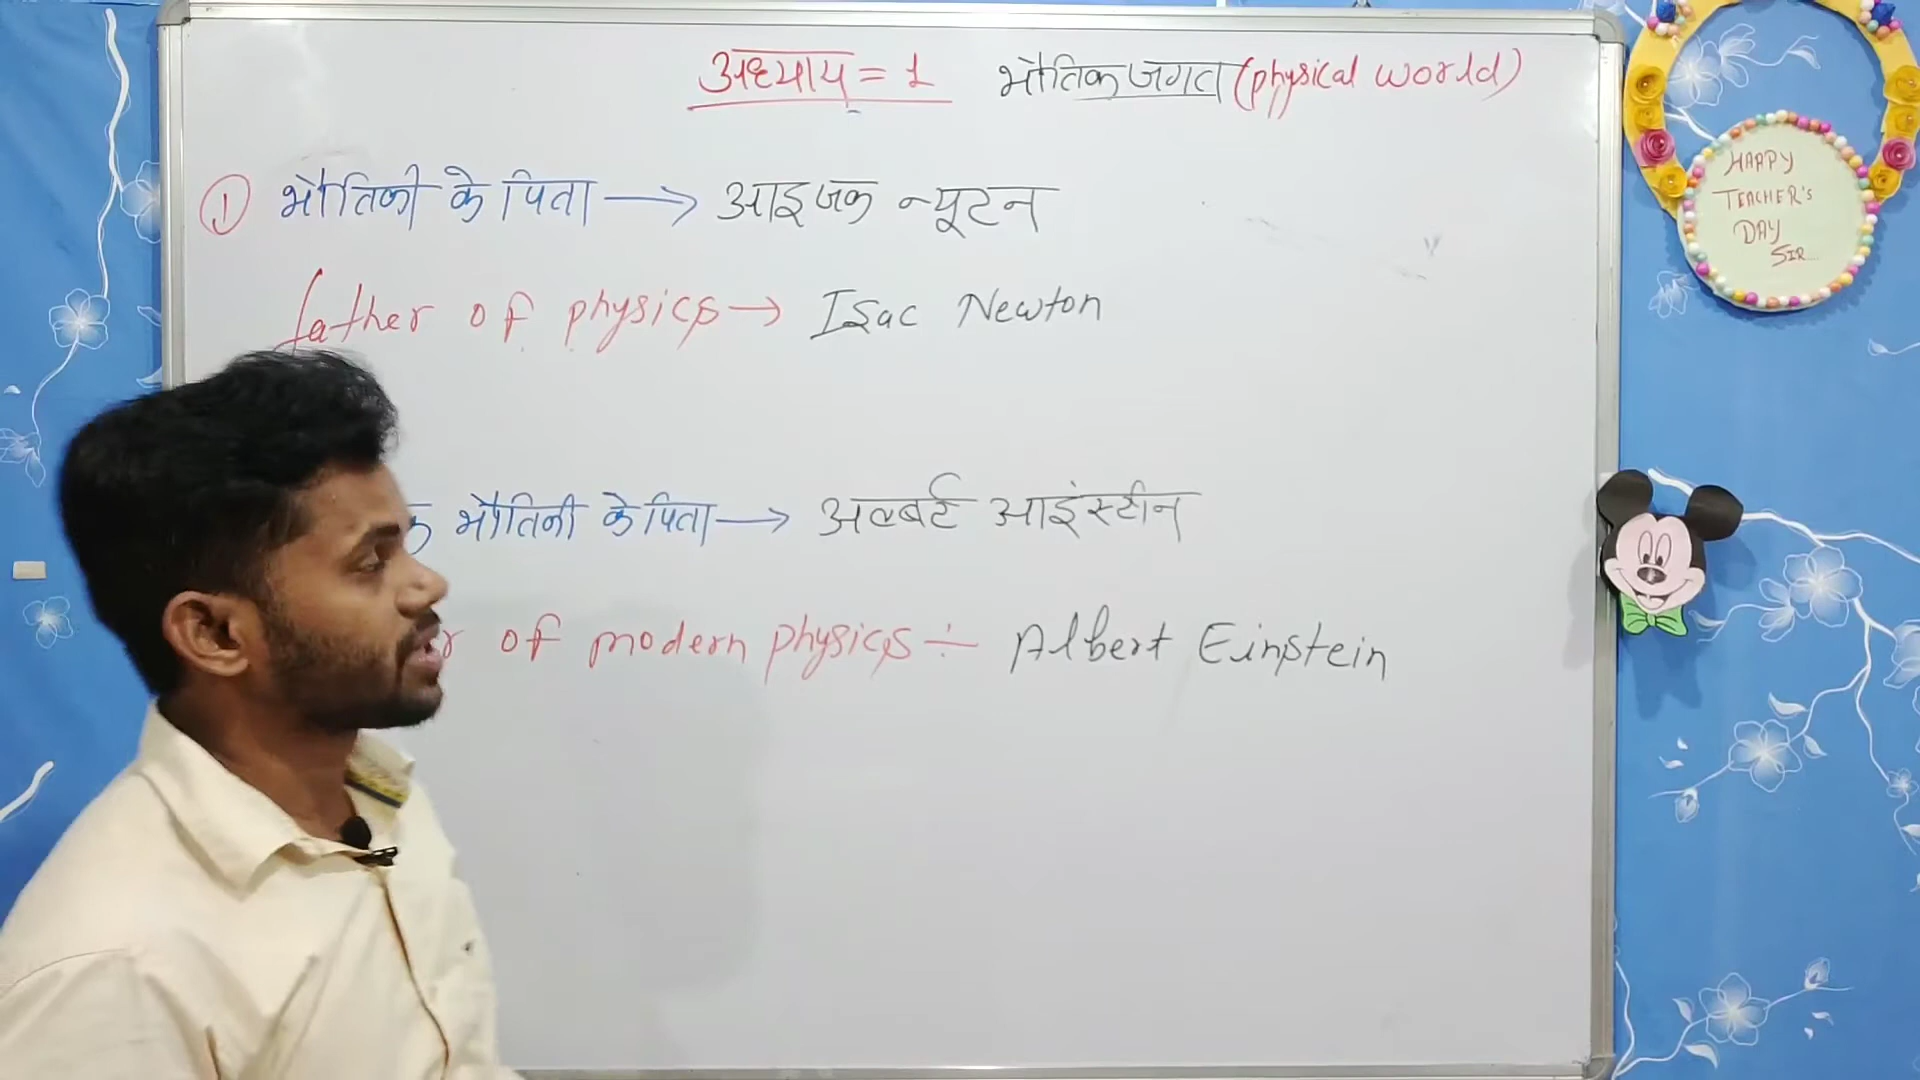 अध्याय = 1 भौतिक जगत (physical world)
① भौतिकी के पिता → आइजक न्यूटन
father of physics → Isac Newton
भौतिकी के पिता → अल्बर्ट आइंस्टीन
of modern physics ÷ Albert Einstein
HAPPY
TEACHER'S
DAY
SIR...